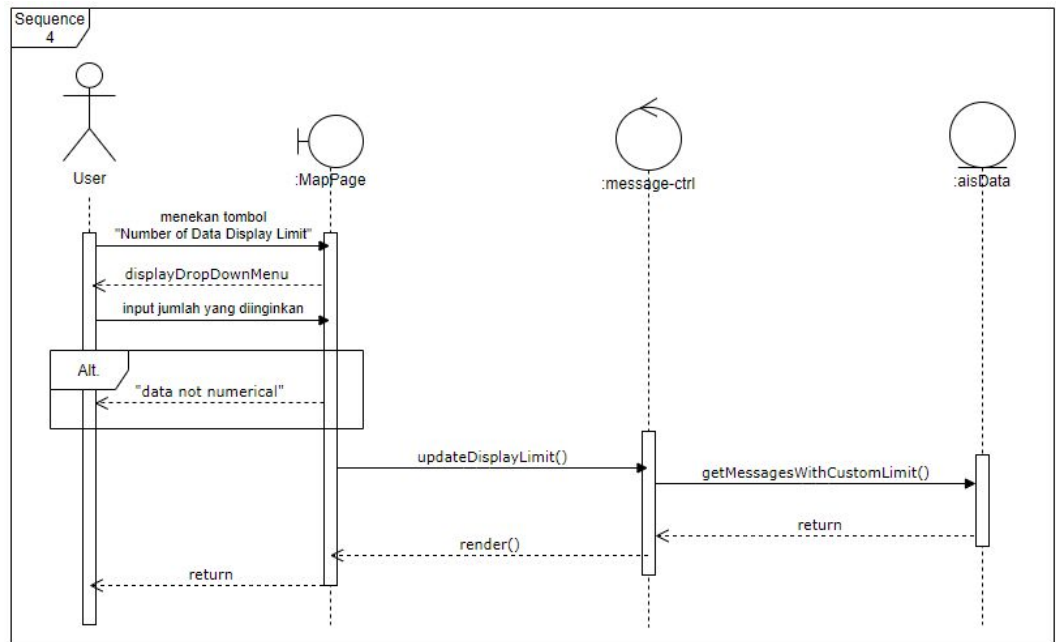 Sequence
4
User
:MapPage
:message-ctrl
:aisData
menekan tombol
"Number of Data Display Limit"
displayDropDownMenu
input jumlah yang diinginkan
Alt.
"data not numerical"
updateDisplayLimit()
getMessagesWithCustomLimit()
return
render()
return